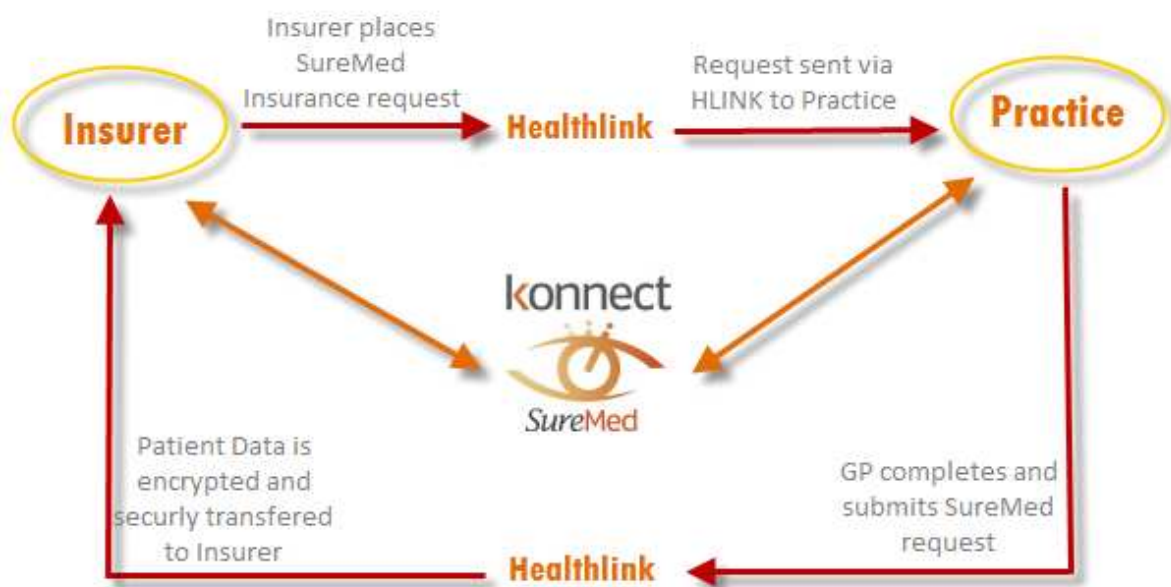 Insurer places
SureMed
Insurance request
Request sent via
HLINK to Practice
Insurer
Healthlink
Practice
konnect
SureMed
Patient Data is
encrypted and
securly transfered
to Insurer
GP completes and
submits SureMed
request
Healthlink